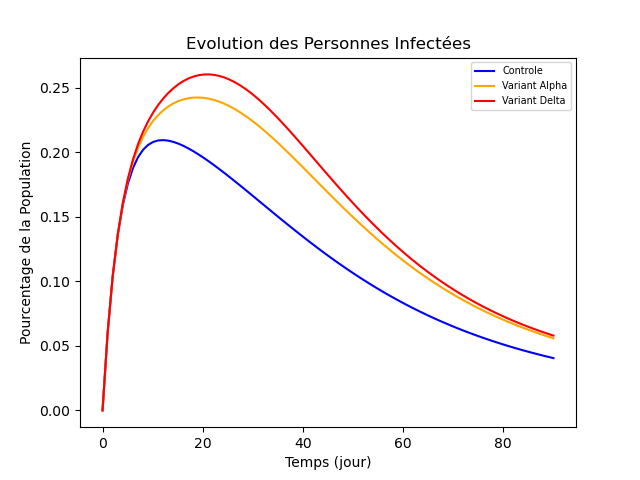 Evolution des Personnes Infectées
Controle
Variant Alpha
Variant Delta
Pourcentage de la Population
0.25
0.20
0.15
0.10
0.05
0.00
0 20 40 60 80
Temps (jour)